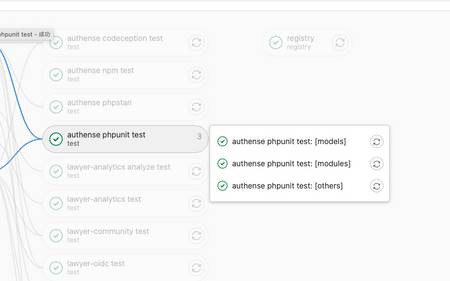 phpunit test - 成功
authense codeception test
test
registry
registry
authense npm test
test
authense phpstan
test
authense phpunit test
test
3
authense phpunit test: [models]
authense phpunit test: [modules]
authense phpunit test: [others]
lawyer-analytics analyze test
test
lawyer-analytics test
test
lawyer-community test
test
lawyer-oidc test
test